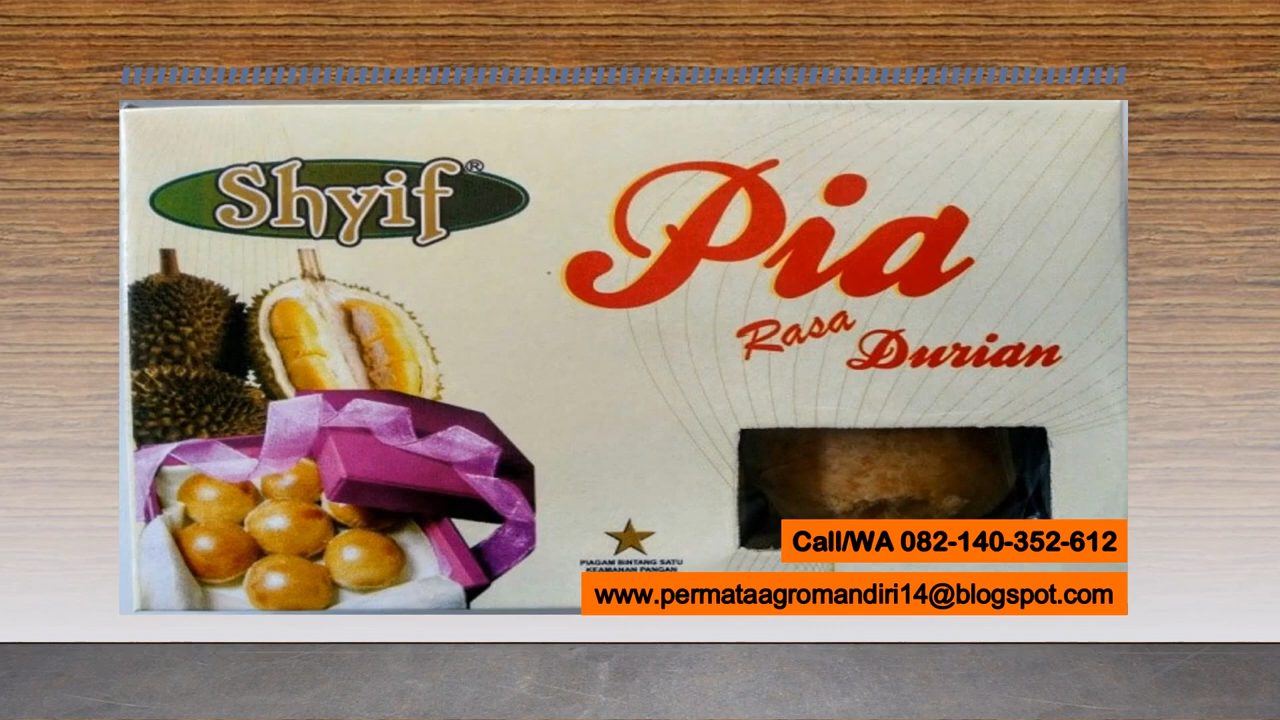 Shyif®
Pia
Rasa Durian
PIAGAM BINTANG SATU
KEAMANAN PANGAN
Call/WA 082-140-352-612
www.permataagromandiri14@blogspot.com